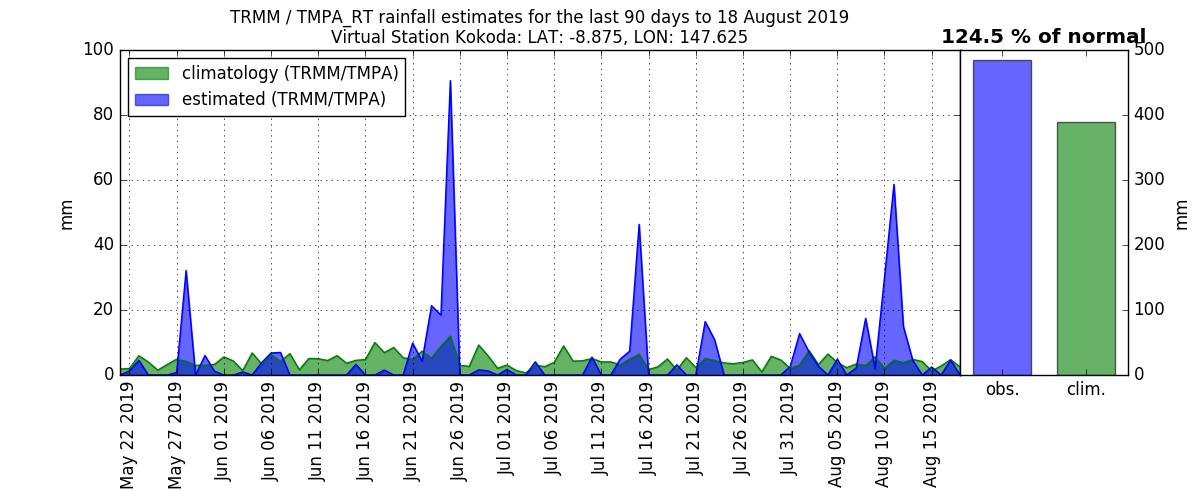 TRMM / TMPA_RT rainfall estimates for the last 90 days to 18 August 2019
Virtual Station Kokoda: LAT: -8.875, LON: 147.625
124.5 % of normal
climatology (TRMM/TMPA)
estimated (TRMM/TMPA)
100
80
60
40
20
0
mm
500
400
300
200
100
0
mm
May 22 2019
May 27 2019
Jun 01 2019
Jun 06 2019
Jun 11 2019
Jun 16 2019
Jun 21 2019
Jun 26 2019
Jul 01 2019
Jul 06 2019
Jul 11 2019
Jul 16 2019
Jul 21 2019
Jul 26 2019
Jul 31 2019
Aug 05 2019
Aug 10 2019
Aug 15 2019
obs.
clim.